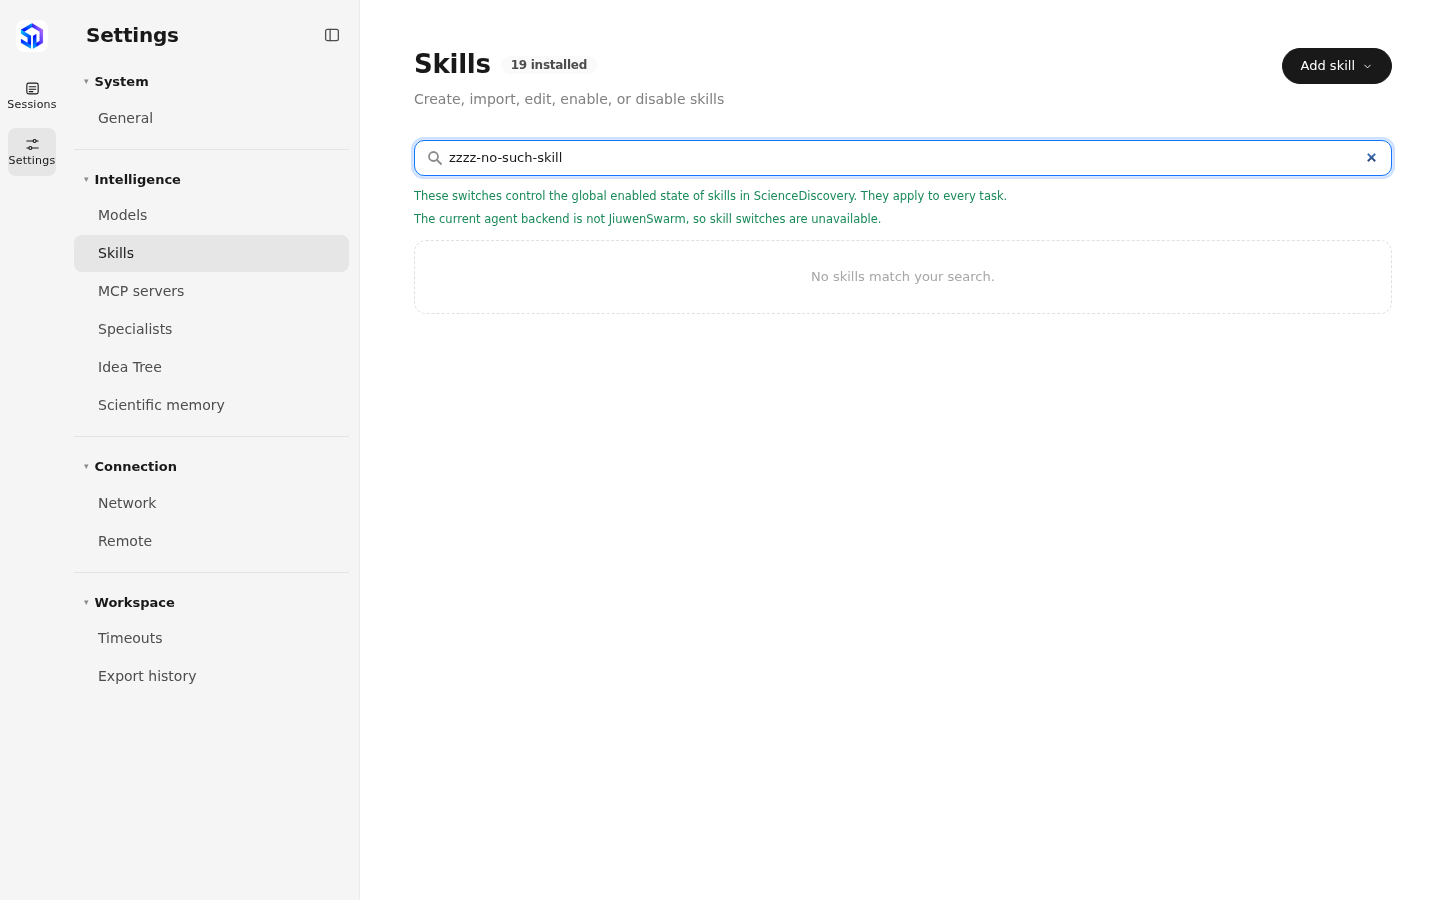 Settings
Sessions
Settings
System
General
Intelligence
Models
Skills
MCP servers
Specialists
Idea Tree
Scientific memory
Connection
Network
Remote
Workspace
Timeouts
Export history
Skills 19 installed
Add skill
Create, import, edit, enable, or disable skills
zzzz-no-such-skill
These switches control the global enabled state of skills in ScienceDiscovery. They apply to every task.
The current agent backend is not JiuwenSwarm, so skill switches are unavailable.
No skills match your search.